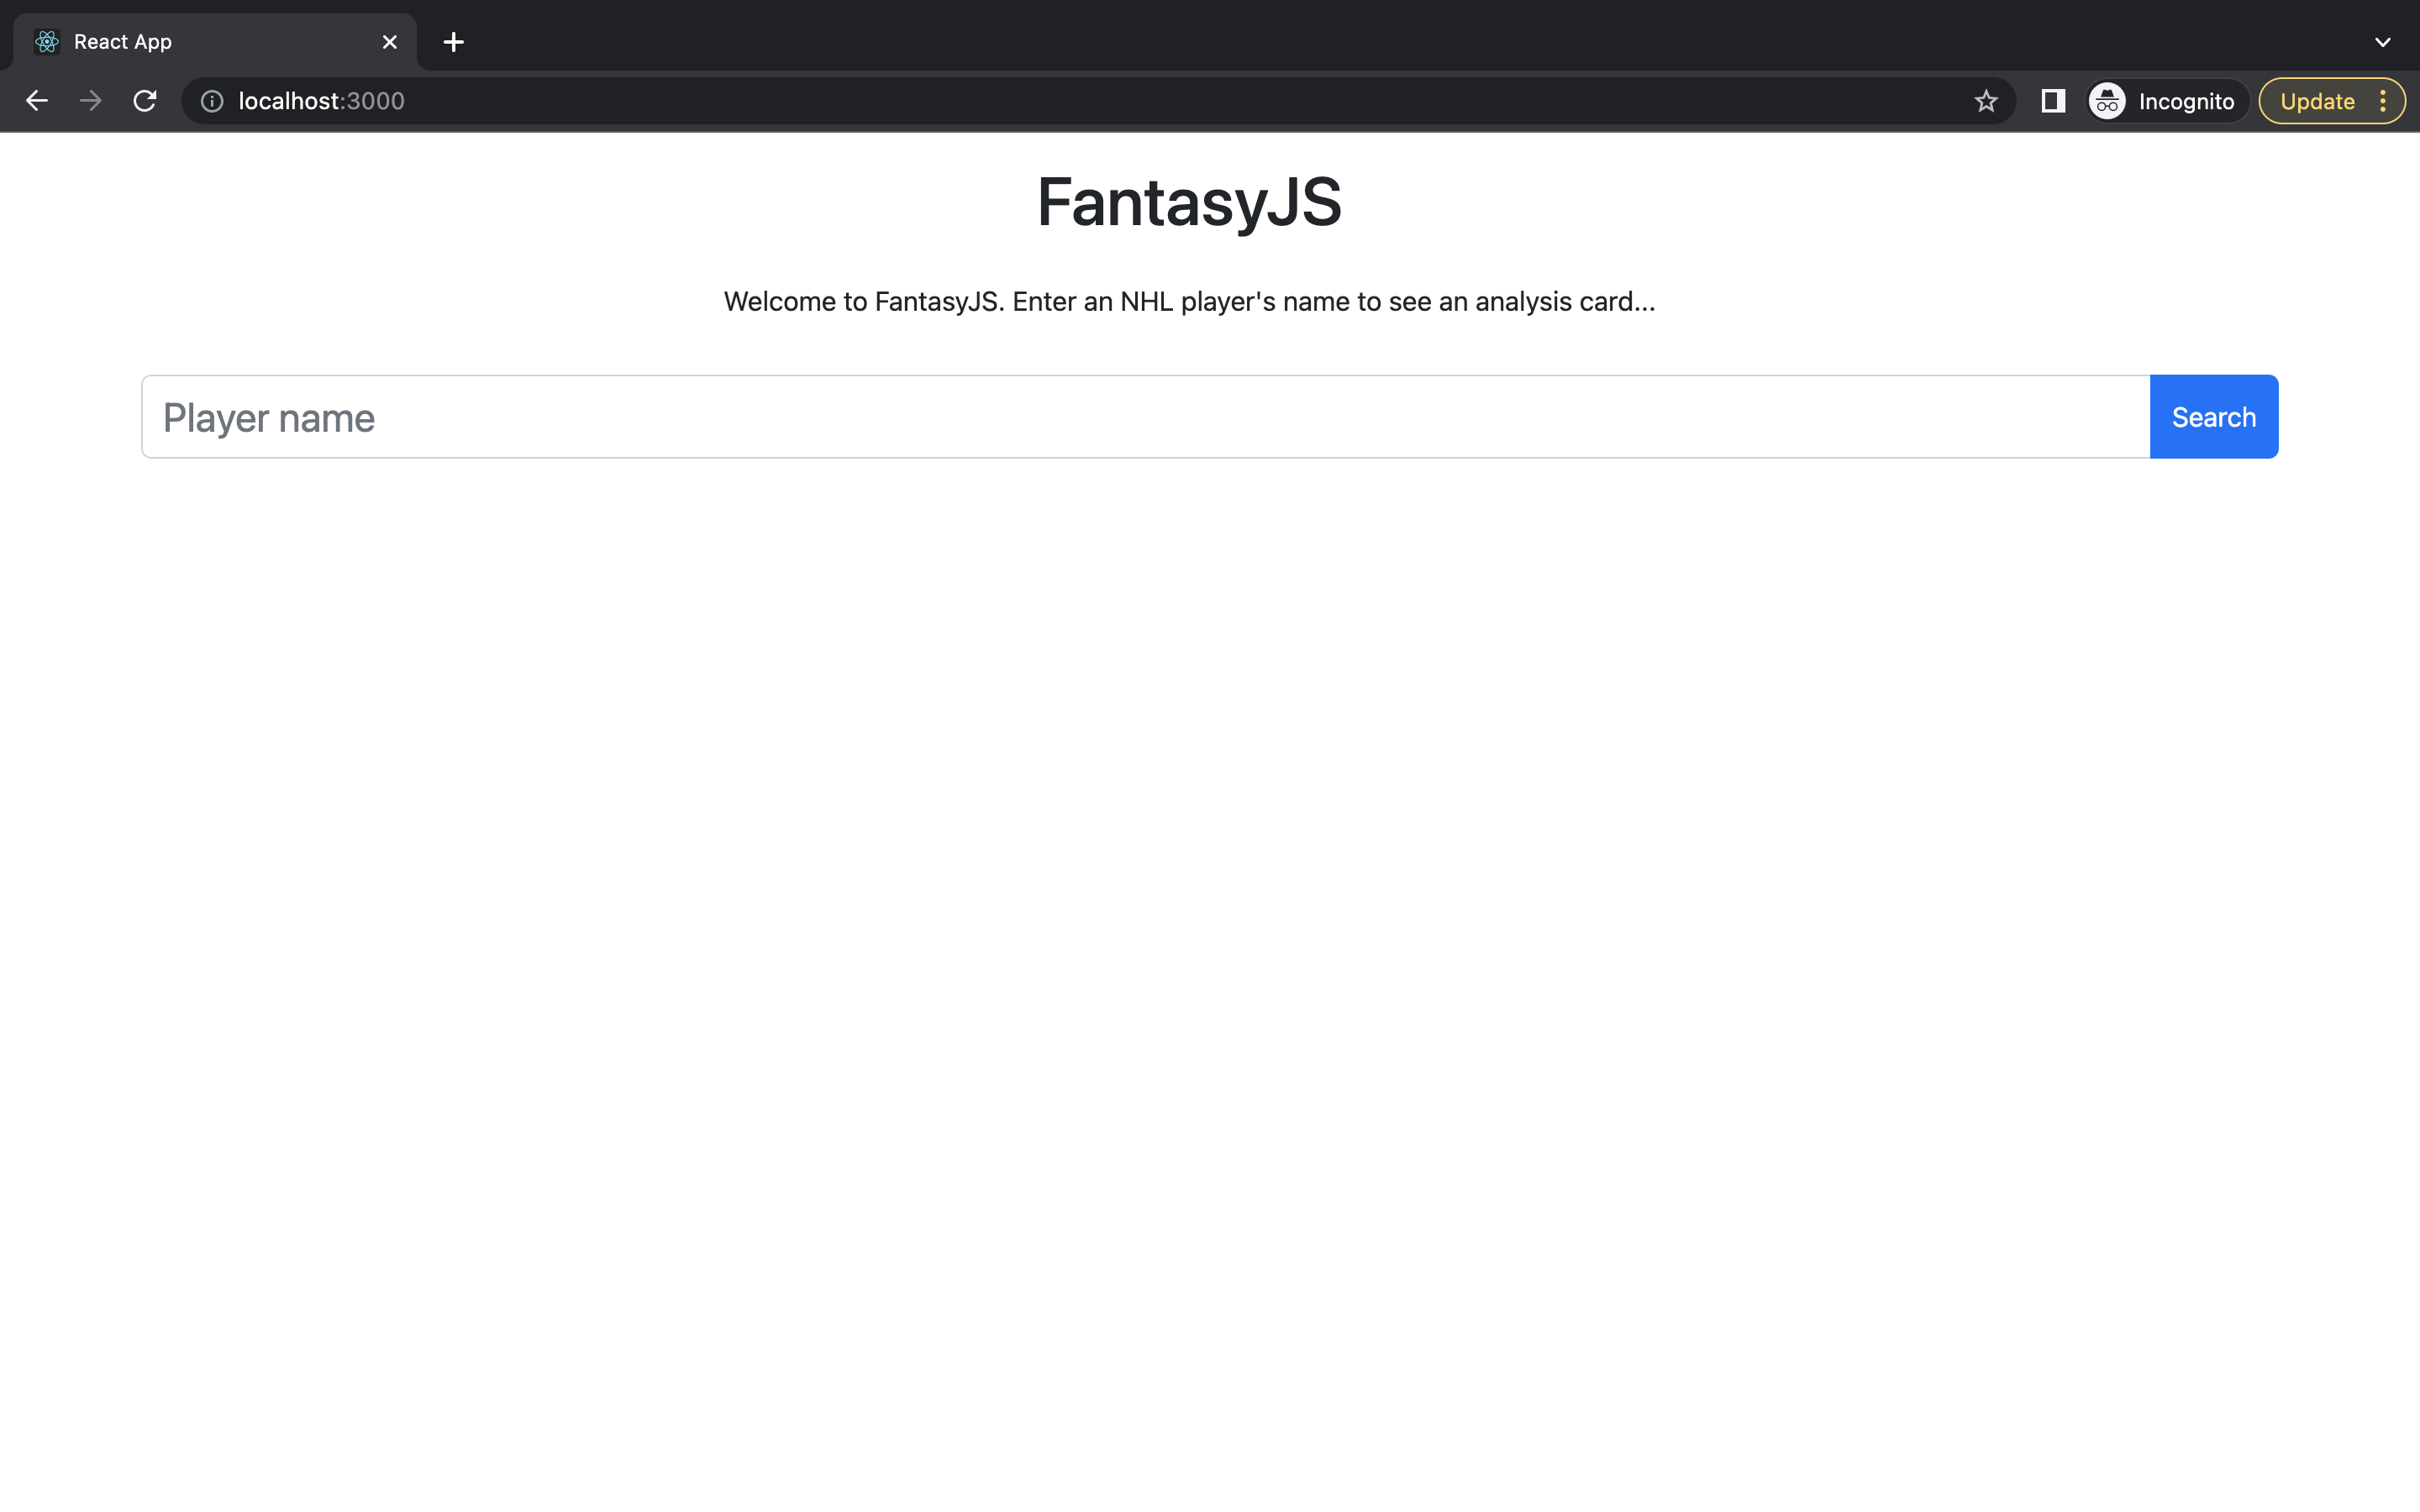 React App
localhost:3000
Incognito
Update
FantasyJS
Welcome to FantasyJS. Enter an NHL player's name to see an analysis card...
Player name
Search